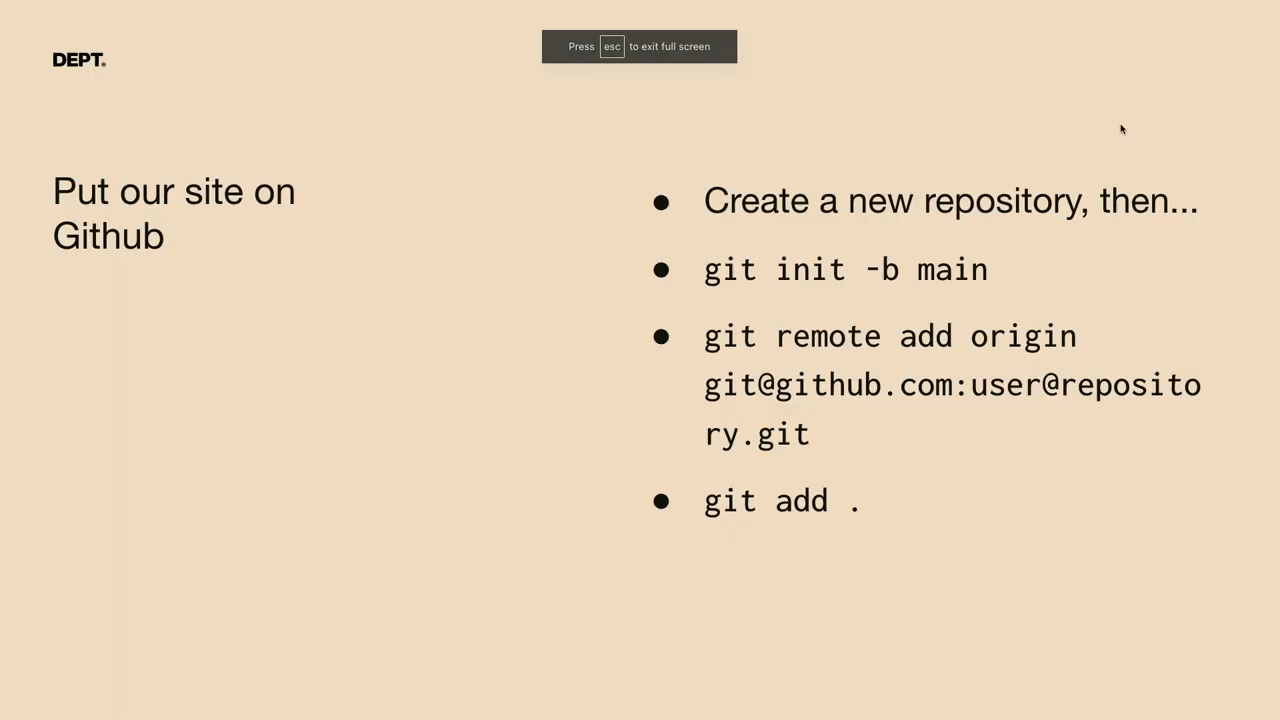 DEPT®
Press esc to exit full screen
Put our site on
Github
● Create a new repository, then...
● git init -b main
● git remote add origin
git@github.com:user@reposito
ry.git
● git add .